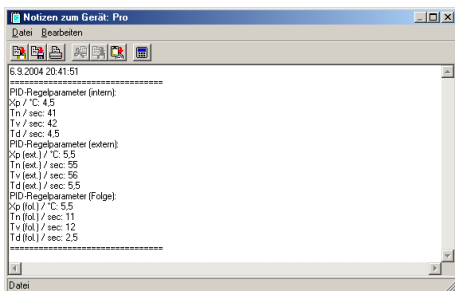 Notizen zum Gerät: Pro
Datei Bearbeiten
6.9.2004 20:41:51
================================
PID-Regelparameter (intern):
Xp / °C: 4,5
Tn / sec: 41
Tv / sec: 42
Td / sec: 4,5
PID-Regelparameter (extern):
Xp (ext.) / °C: 5,5
Tn (ext.) / sec: 55
Tv (ext.) / sec: 56
Td (ext.) / sec: 5,5
PID-Regelparameter (Folge):
Xp (fol.) / °C: 5,5
Tn (fol.) / sec: 11
Tv (fol.) / sec: 12
Td (fol.) / sec: 2,5
================================
Datei